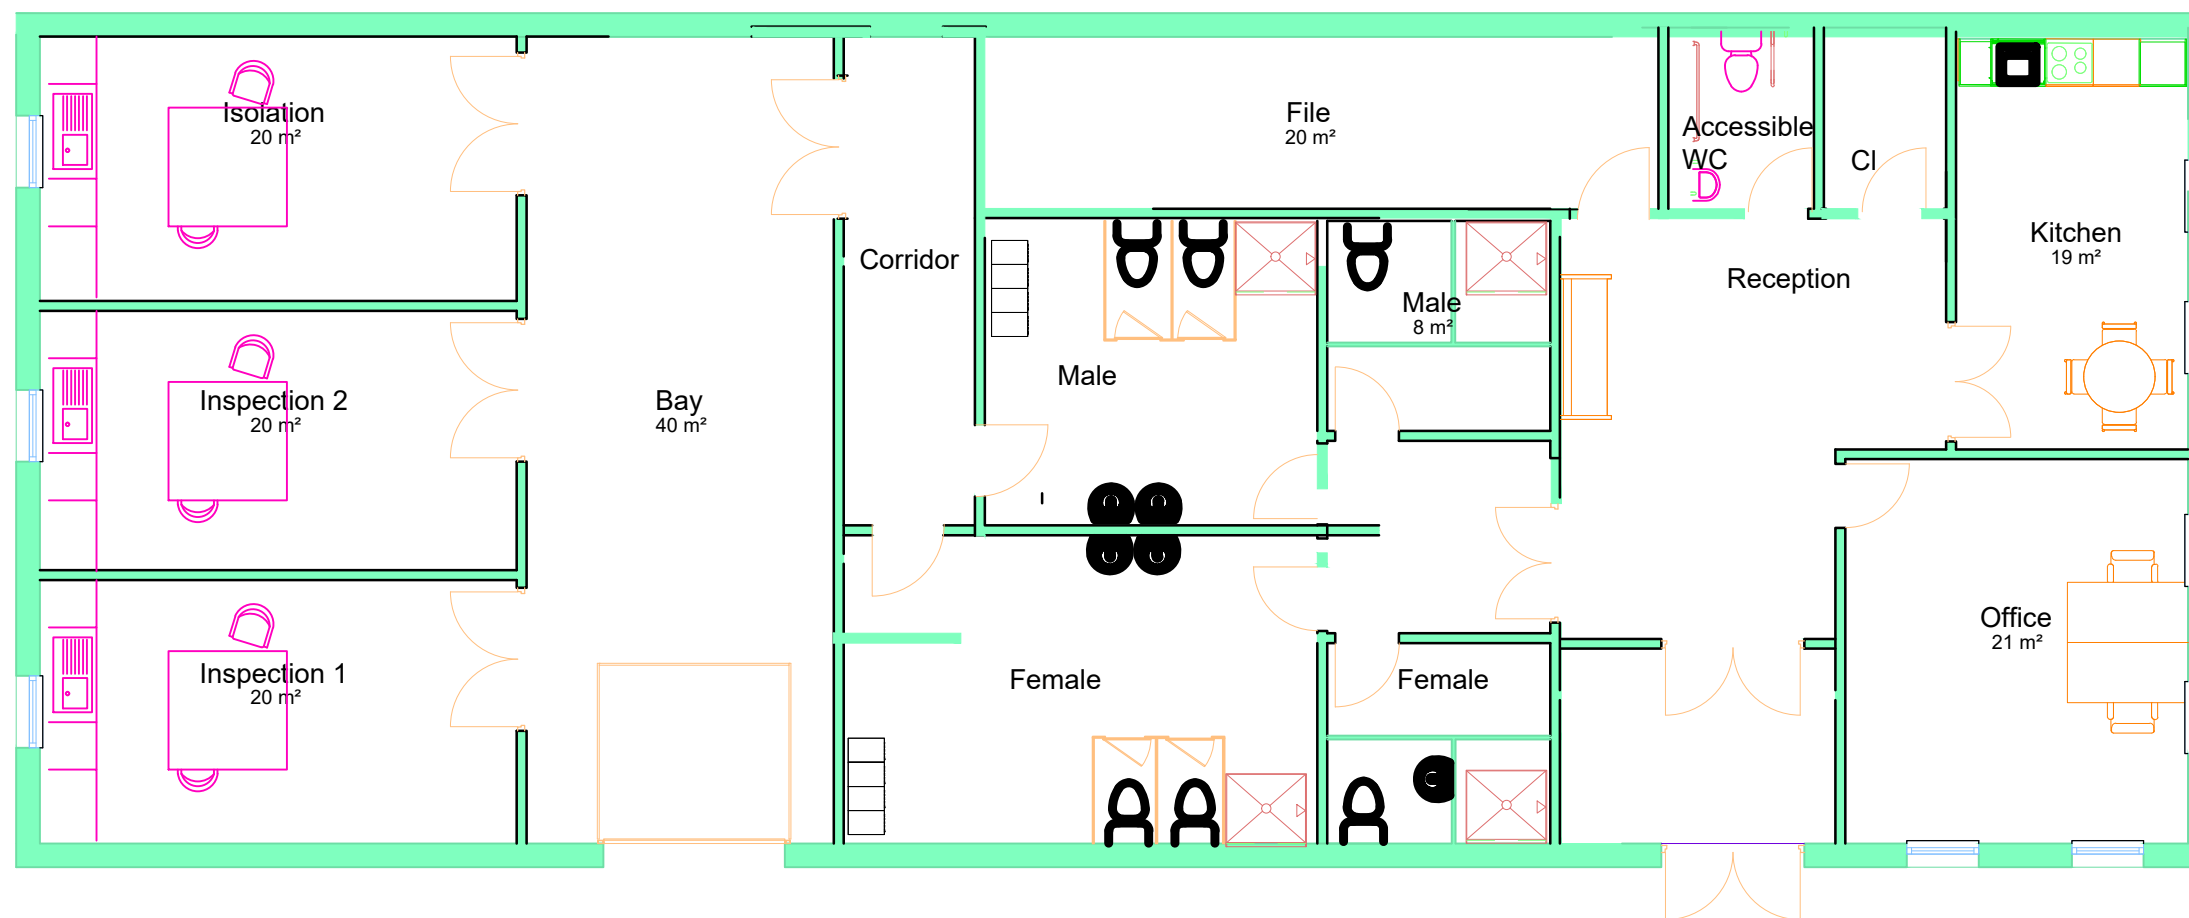 Isolation
20 m²
File
20 m²
Accessible
WC
Cl
Kitchen
19 m²
Corridor
Reception
Male
8 m²
Male
Inspection 2
20 m²
Bay
40 m²
Office
21 m²
Inspection 1
20 m²
Female
Female